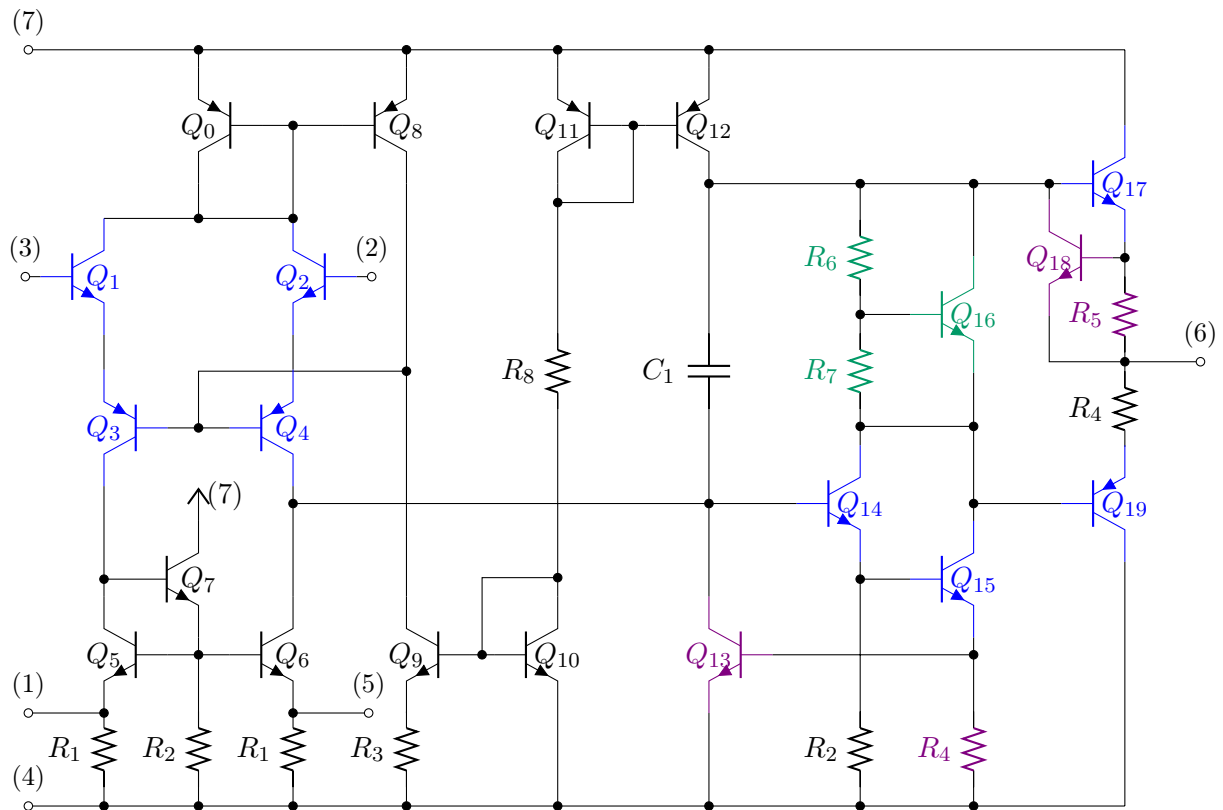 (7)
Q0 Q8 Q11 Q12
Q17
(3) (2)
Q1 Q2 R6 Q18
Q16 R5
(6)
R8 C1 R7
R4
Q3 Q4
(7) Q14 Q19
Q7 Q15
Q5 Q6 Q9 Q10 Q13
(1) (5)
R1 R2 R1 R3 R2 R4
(4)